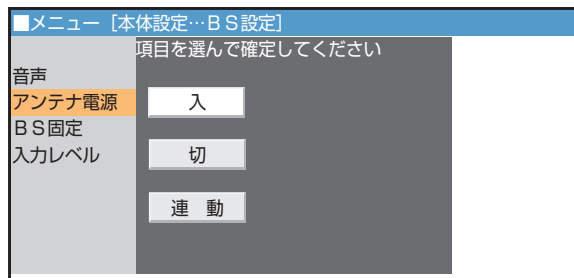 ■メニュー [本体設定…ＢＳ設定]
項目を選んで確定してください
音声
アンテナ電源
ＢＳ固定
入力レベル
入
切
連　動